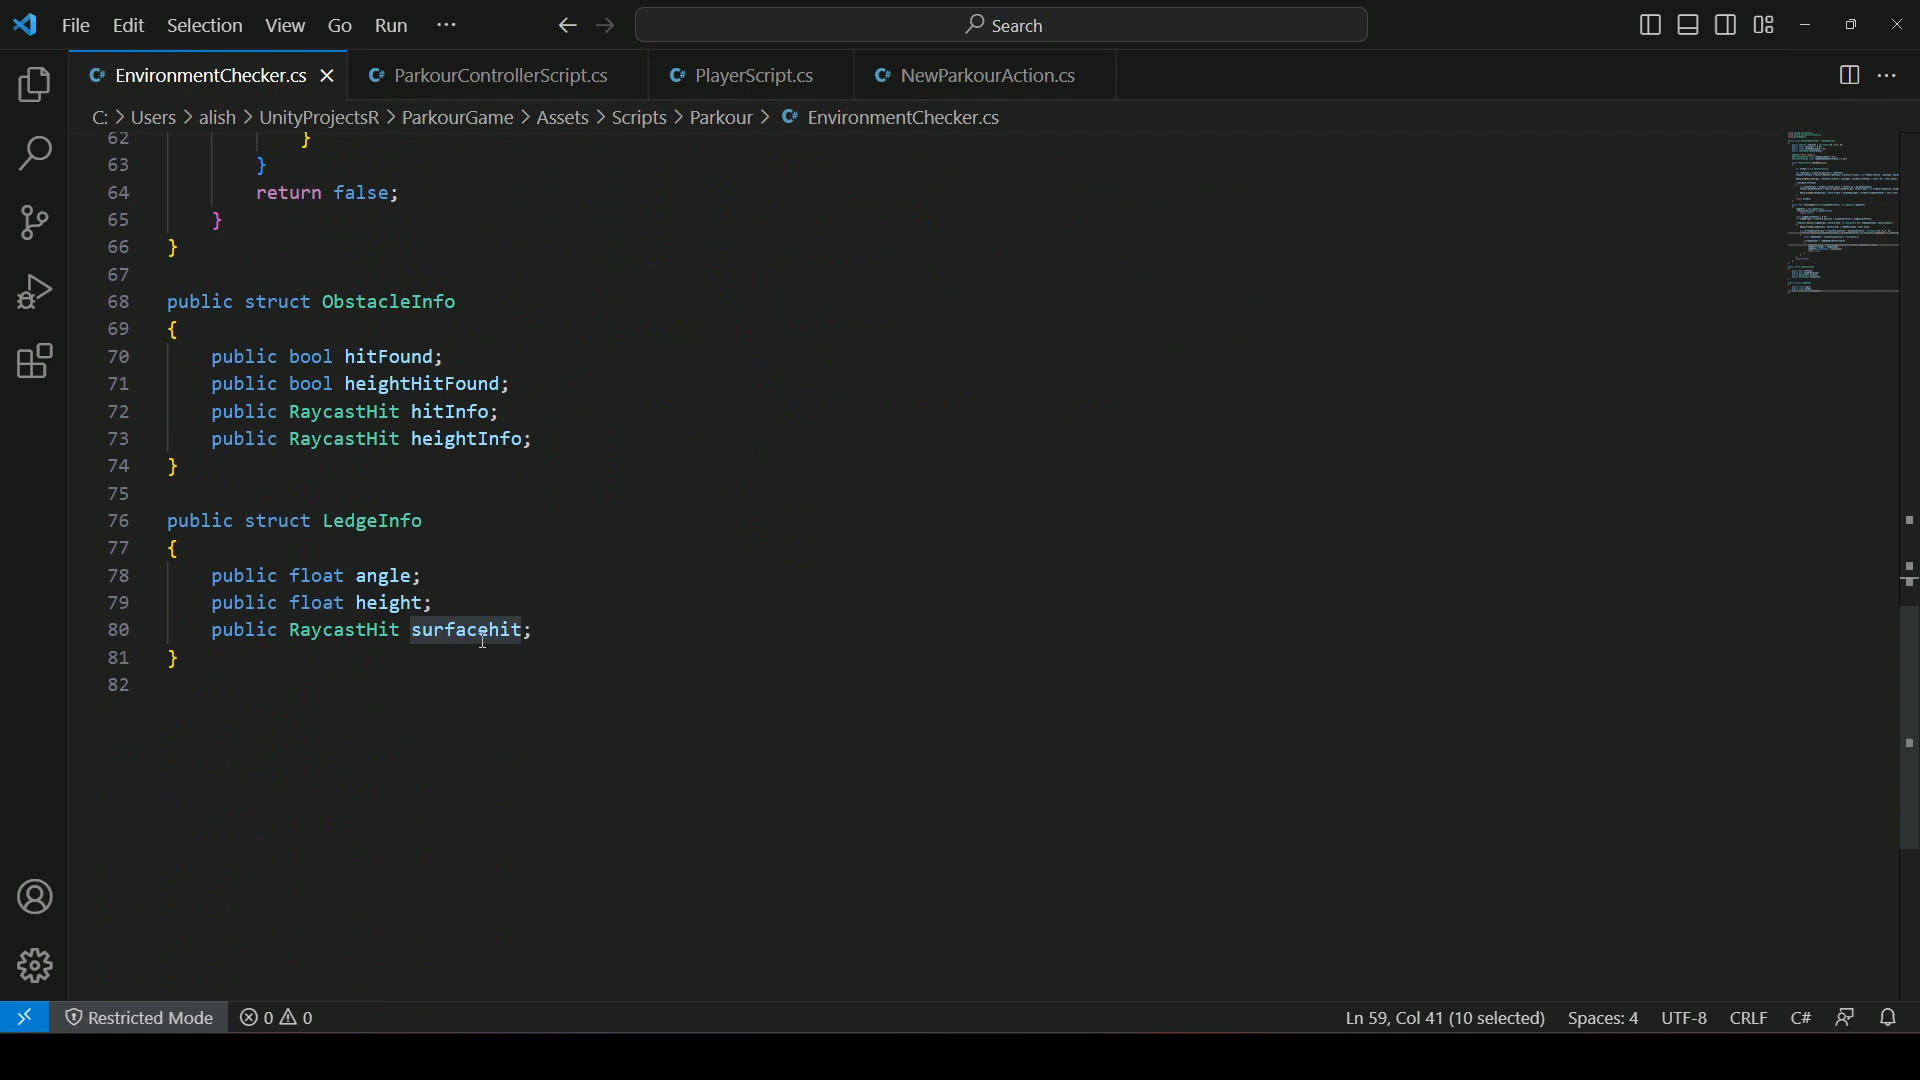 File Edit Selection View Go Run ··· Search
C# EnvironmentChecker.cs C# ParkourControllerScript.cs C# PlayerScript.cs C# NewParkourAction.cs
C: > Users > alish > UnityProjectsR > ParkourGame > Assets > Scripts > Parkour > C# EnvironmentChecker.cs
62 }
63 }
64 return false;
65 }
66 }
67
68 public struct ObstacleInfo
69 {
70 public bool hitFound;
71 public bool heightHitFound;
72 public RaycastHit hitInfo;
73 public RaycastHit heightInfo;
74 }
75
76 public struct LedgeInfo
77 {
78 public float angle;
79 public float height;
80 public RaycastHit surfacehit;
81 }
82
Restricted Mode 0 0 Ln 59, Col 41 (10 selected) Spaces: 4 UTF-8 CRLF C#